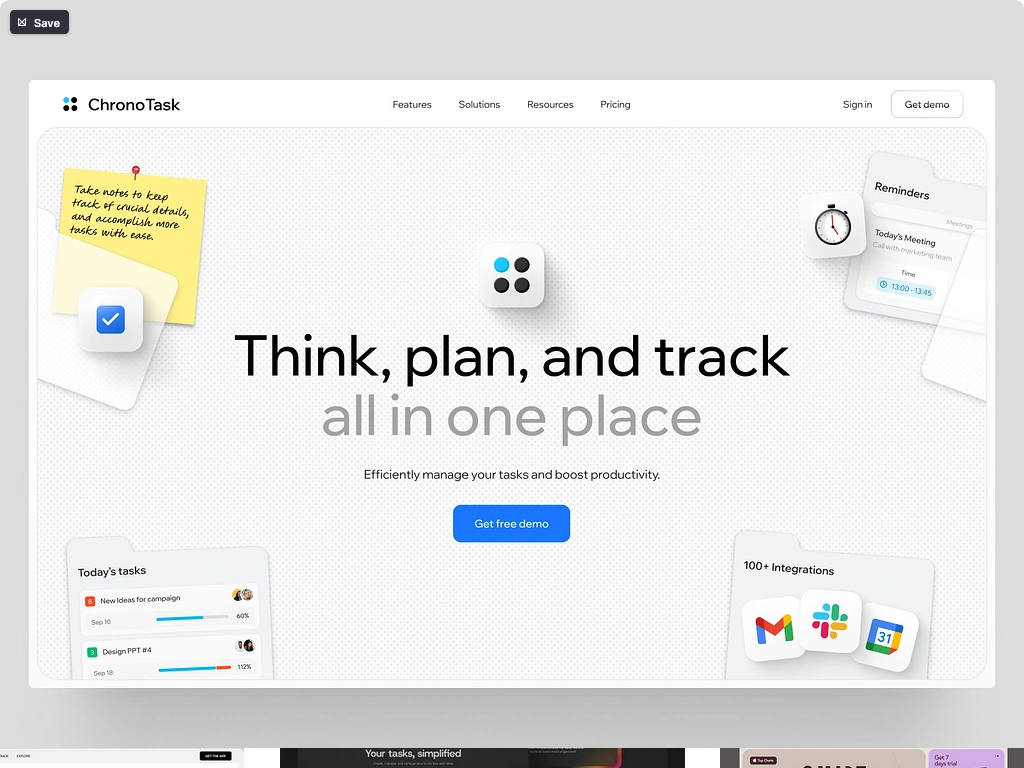 Save
ChronoTask
Features
Solutions
Resources
Pricing
Sign in
Get demo
Take notes to keep
track of crucial details,
and accomplish more
tasks with ease.
Reminders
Meetings
Today's Meeting
Call with marketing team
Time
13:00 - 13:45
Think, plan, and track
all in one place
Efficiently manage your tasks and boost productivity.
Get free demo
Today's tasks
New Ideas for campaign
Sep 10
60%
3
Design PPT #4
Sep 18
112%
100+ Integrations
31
EXPLORE
GET THE APP
Your tasks, simplified
Top Charts
Get 7
days trial